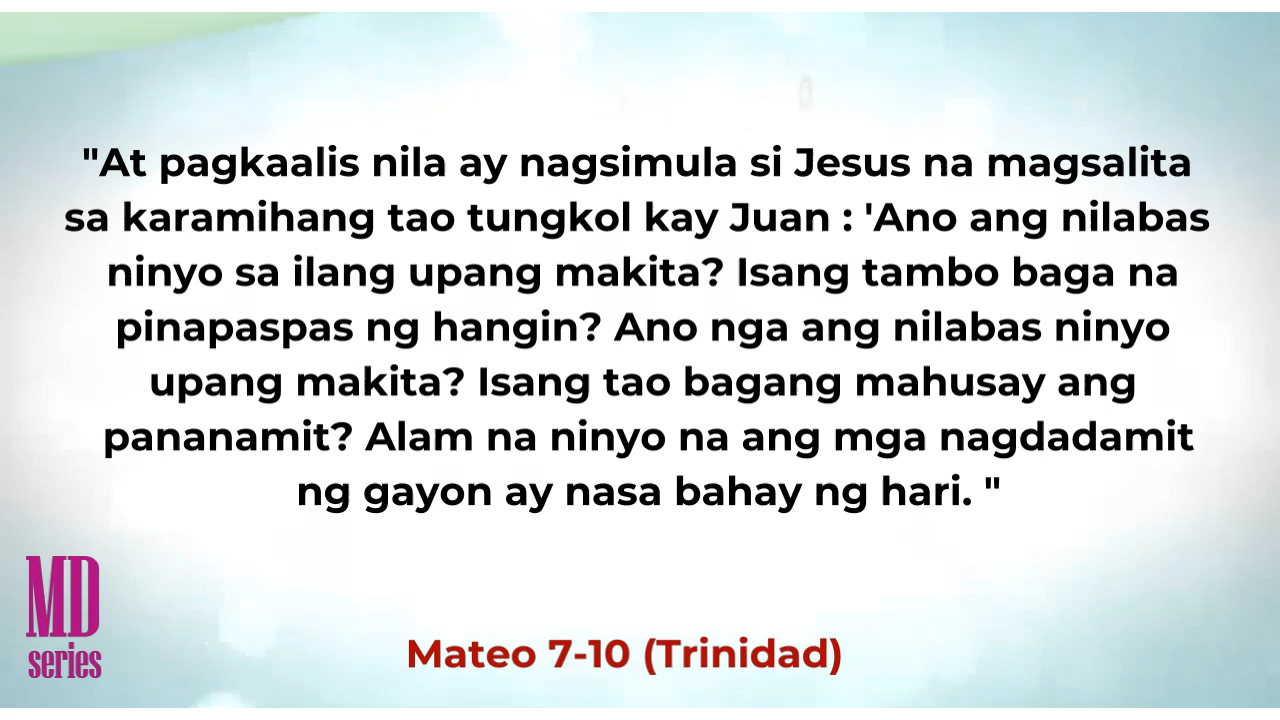 "At pagkaalis nila ay nagsimula si Jesus na magsalita
sa karamihang tao tungkol kay Juan : 'Ano ang nilabas
ninyo sa ilang upang makita? Isang tambo baga na
pinapaspas ng hangin? Ano nga ang nilabas ninyo
upang makita? Isang tao bagang mahusay ang
pananamit? Alam na ninyo na ang mga nagdadamit
ng gayon ay nasa bahay ng hari. "
MD
series
Mateo 7-10 (Trinidad)